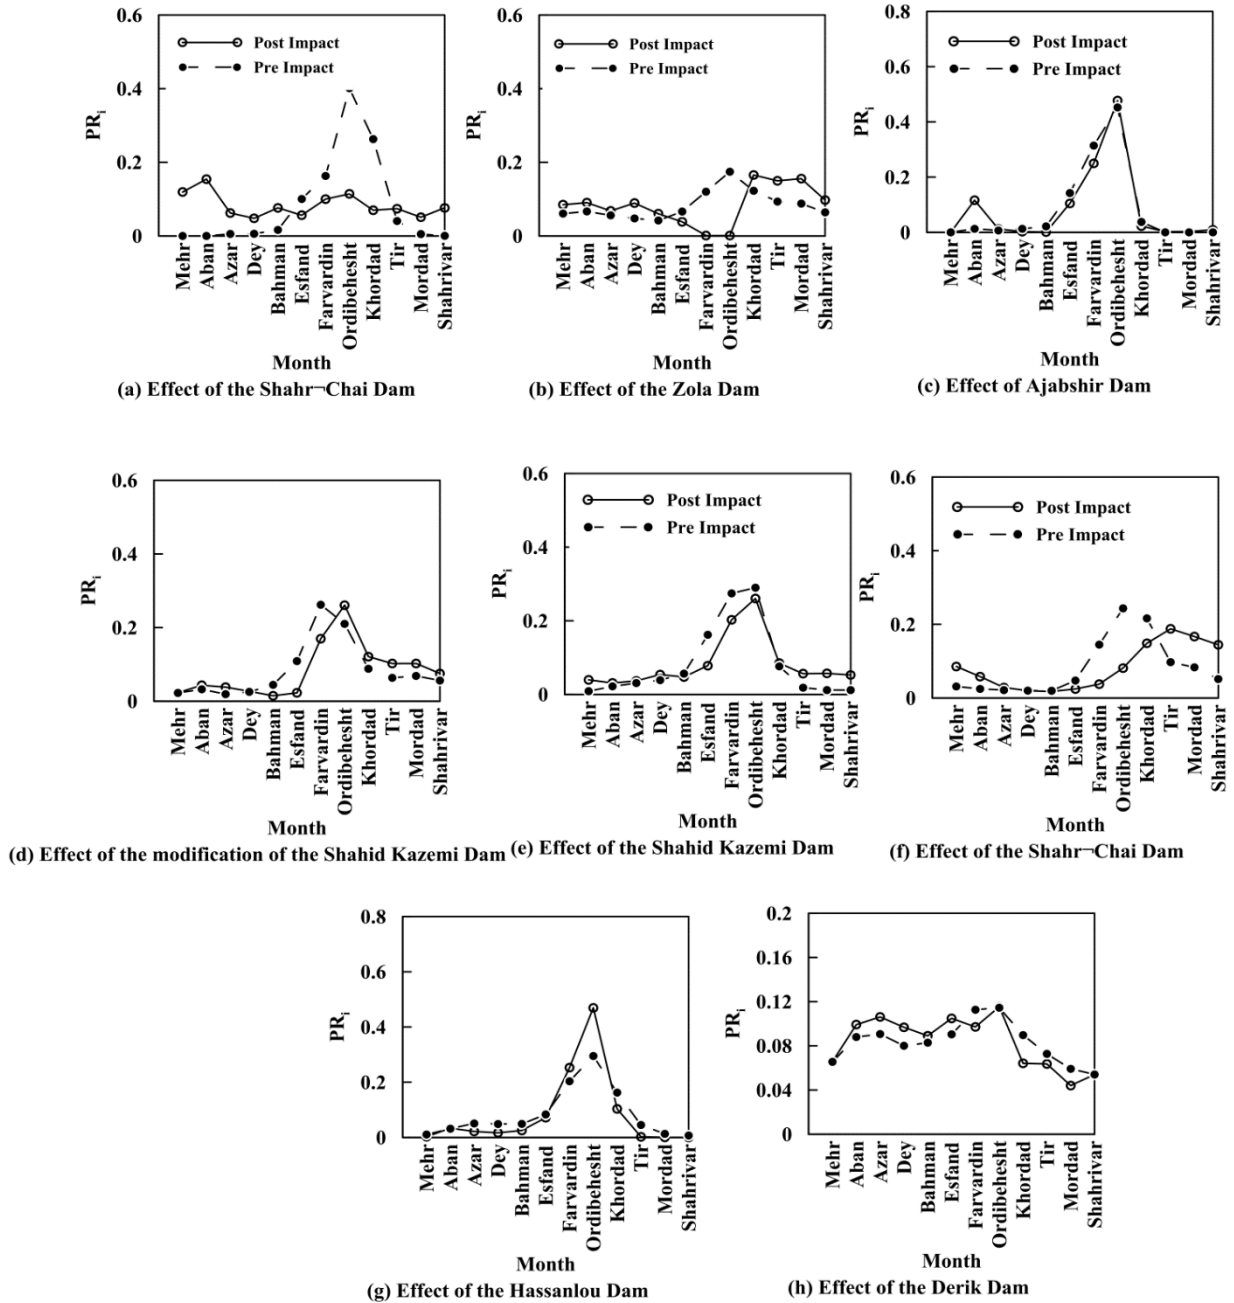 0.6
0.4
0.2
0
PRi
Post Impact
Pre Impact
Mehr
Aban
Azar
Dey
Bahman
Esfand
Farvardin
Ordibehesht
Khordad
Tir
Mordad
Shahrivar
Month
(a) Effect of the Shahr¬Chai Dam
0.6
0.4
0.2
0
PRi
Post Impact
Pre Impact
Mehr
Aban
Azar
Dey
Bahman
Esfand
Farvardin
Ordibehesht
Khordad
Tir
Mordad
Shahrivar
Month
(b) Effect of the Zola Dam
0.8
0.6
0.4
0.2
0
PRi
Post Impact
Pre Impact
Mehr
Aban
Azar
Dey
Bahman
Esfand
Farvardin
Ordibehesht
Khordad
Tir
Mordad
Shahrivar
Month
(c) Effect of Ajabshir Dam
0.6
0.4
0.2
0
PRi
Mehr
Aban
Azar
Dey
Bahman
Esfand
Farvardin
Ordibehesht
Khordad
Tir
Mordad
Shahrivar
Month
(d) Effect of the modification of the Shahid Kazemi Dam
0.6
0.4
0.2
0
PRi
Post Impact
Pre Impact
Mehr
Aban
Azar
Dey
Bahman
Esfand
Farvardin
Ordibehesht
Khordad
Tir
Mordad
Shahrivar
Month
(e) Effect of the Shahid Kazemi Dam
0.6
0.4
0.2
0
PRi
Post Impact
Pre Impact
Mehr
Aban
Azar
Dey
Bahman
Esfand
Farvardin
Ordibehesht
Khordad
Tir
Mordad
Shahrivar
Month
(f) Effect of the Shahr¬Chai Dam
0.8
0.6
0.4
0.2
0
PRi
Mehr
Aban
Azar
Dey
Bahman
Esfand
Farvardin
Ordibehesht
Khordad
Tir
Mordad
Shahrivar
Month
(g) Effect of the Hassanlou Dam
0.2
0.16
0.12
0.08
0.04
0
PRi
Mehr
Aban
Azar
Dey
Bahman
Esfand
Farvardin
Ordibehesht
Khordad
Tir
Mordad
Shahrivar
Month
(h) Effect of the Derik Dam